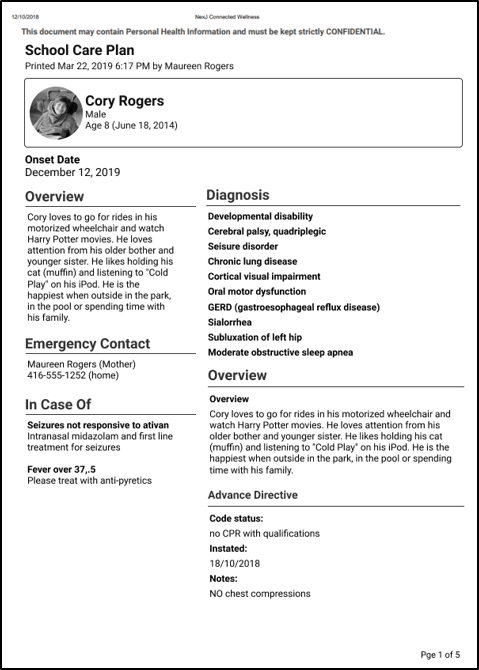 12/10/2018 NexJ Connected Wellness
This document may contain Personal Health Information and must be kept strictly CONFIDENTIAL.
School Care Plan
Printed Mar 22, 2019 6:17 PM by Maureen Rogers
Cory Rogers
Male
Age 8 (June 18, 2014)
Onset Date
December 12, 2019
Overview
Cory loves to go for rides in his
motorized wheelchair and watch
Harry Potter movies. He loves
attention from his older bother and
younger sister. He likes holding his
cat (muffin) and listening to "Cold
Play" on his iPod. He is the
happiest when outside in the park,
in the pool or spending time with
his family.
Emergency Contact
Maureen Rogers (Mother)
416-555-1252 (home)
In Case Of
Seizures not responsive to ativan
Intranasal midazolam and first line
treatment for seizures
Fever over 37,.5
Please treat with anti-pyretics
Diagnosis
Developmental disability
Cerebral palsy, quadriplegic
Seisure disorder
Chronic lung disease
Cortical visual impairment
Oral motor dysfunction
GERD (gastroesophageal reflux disease)
Sialorrhea
Subluxation of left hip
Moderate obstructive sleep apnea
Overview
Overview
Cory loves to go for rides in his motorized wheelchair and
watch Harry Potter movies. He loves attention from his
older bother and younger sister. He likes holding his cat
(muffin) and listening to "Cold Play" on his iPod. He is the
happiest when outside in the park, in the pool or spending
time with his family.
Advance Directive
Code status:
no CPR with qualifications
Instated:
18/10/2018
Notes:
NO chest compressions
Pge 1 of 5